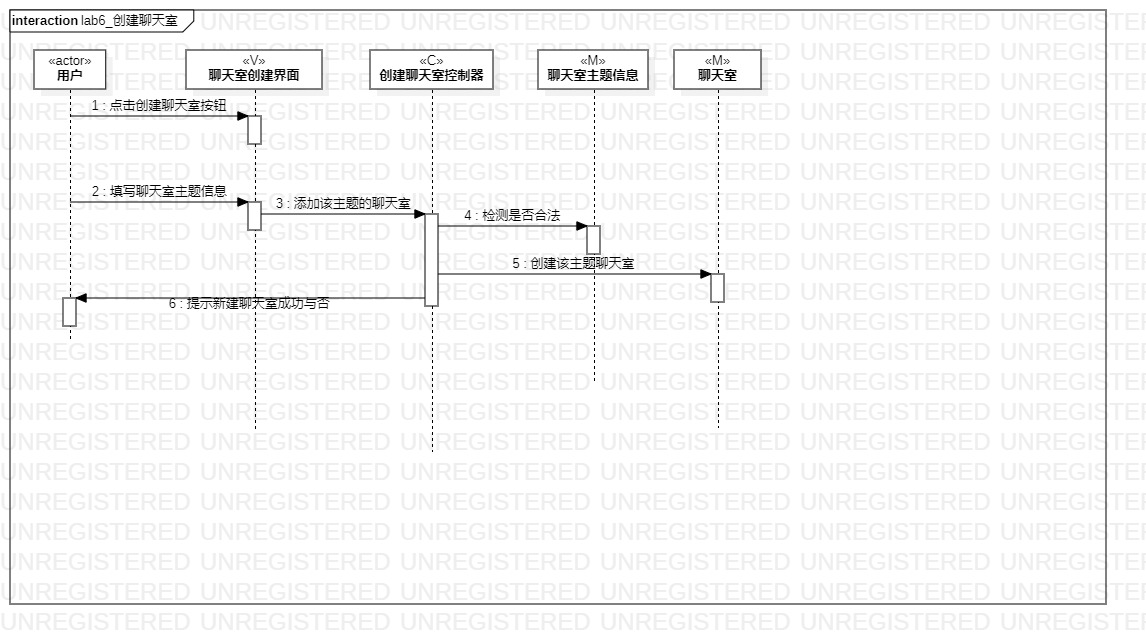 interaction lab6_创建聊天室
«actor»
用户
«V»
聊天室创建界面
«C»
创建聊天室控制器
«M»
聊天室主题信息
«M»
聊天室
1 : 点击创建聊天室按钮
2 : 填写聊天室主题信息
3 : 添加该主题的聊天室
4 : 检测是否合法
5 : 创建该主题聊天室
6 : 提示新建聊天室成功与否
UNREGISTERED UNREGISTERED UNREGISTERED UNREGISTERED UNREGISTERED UNREGISTERED